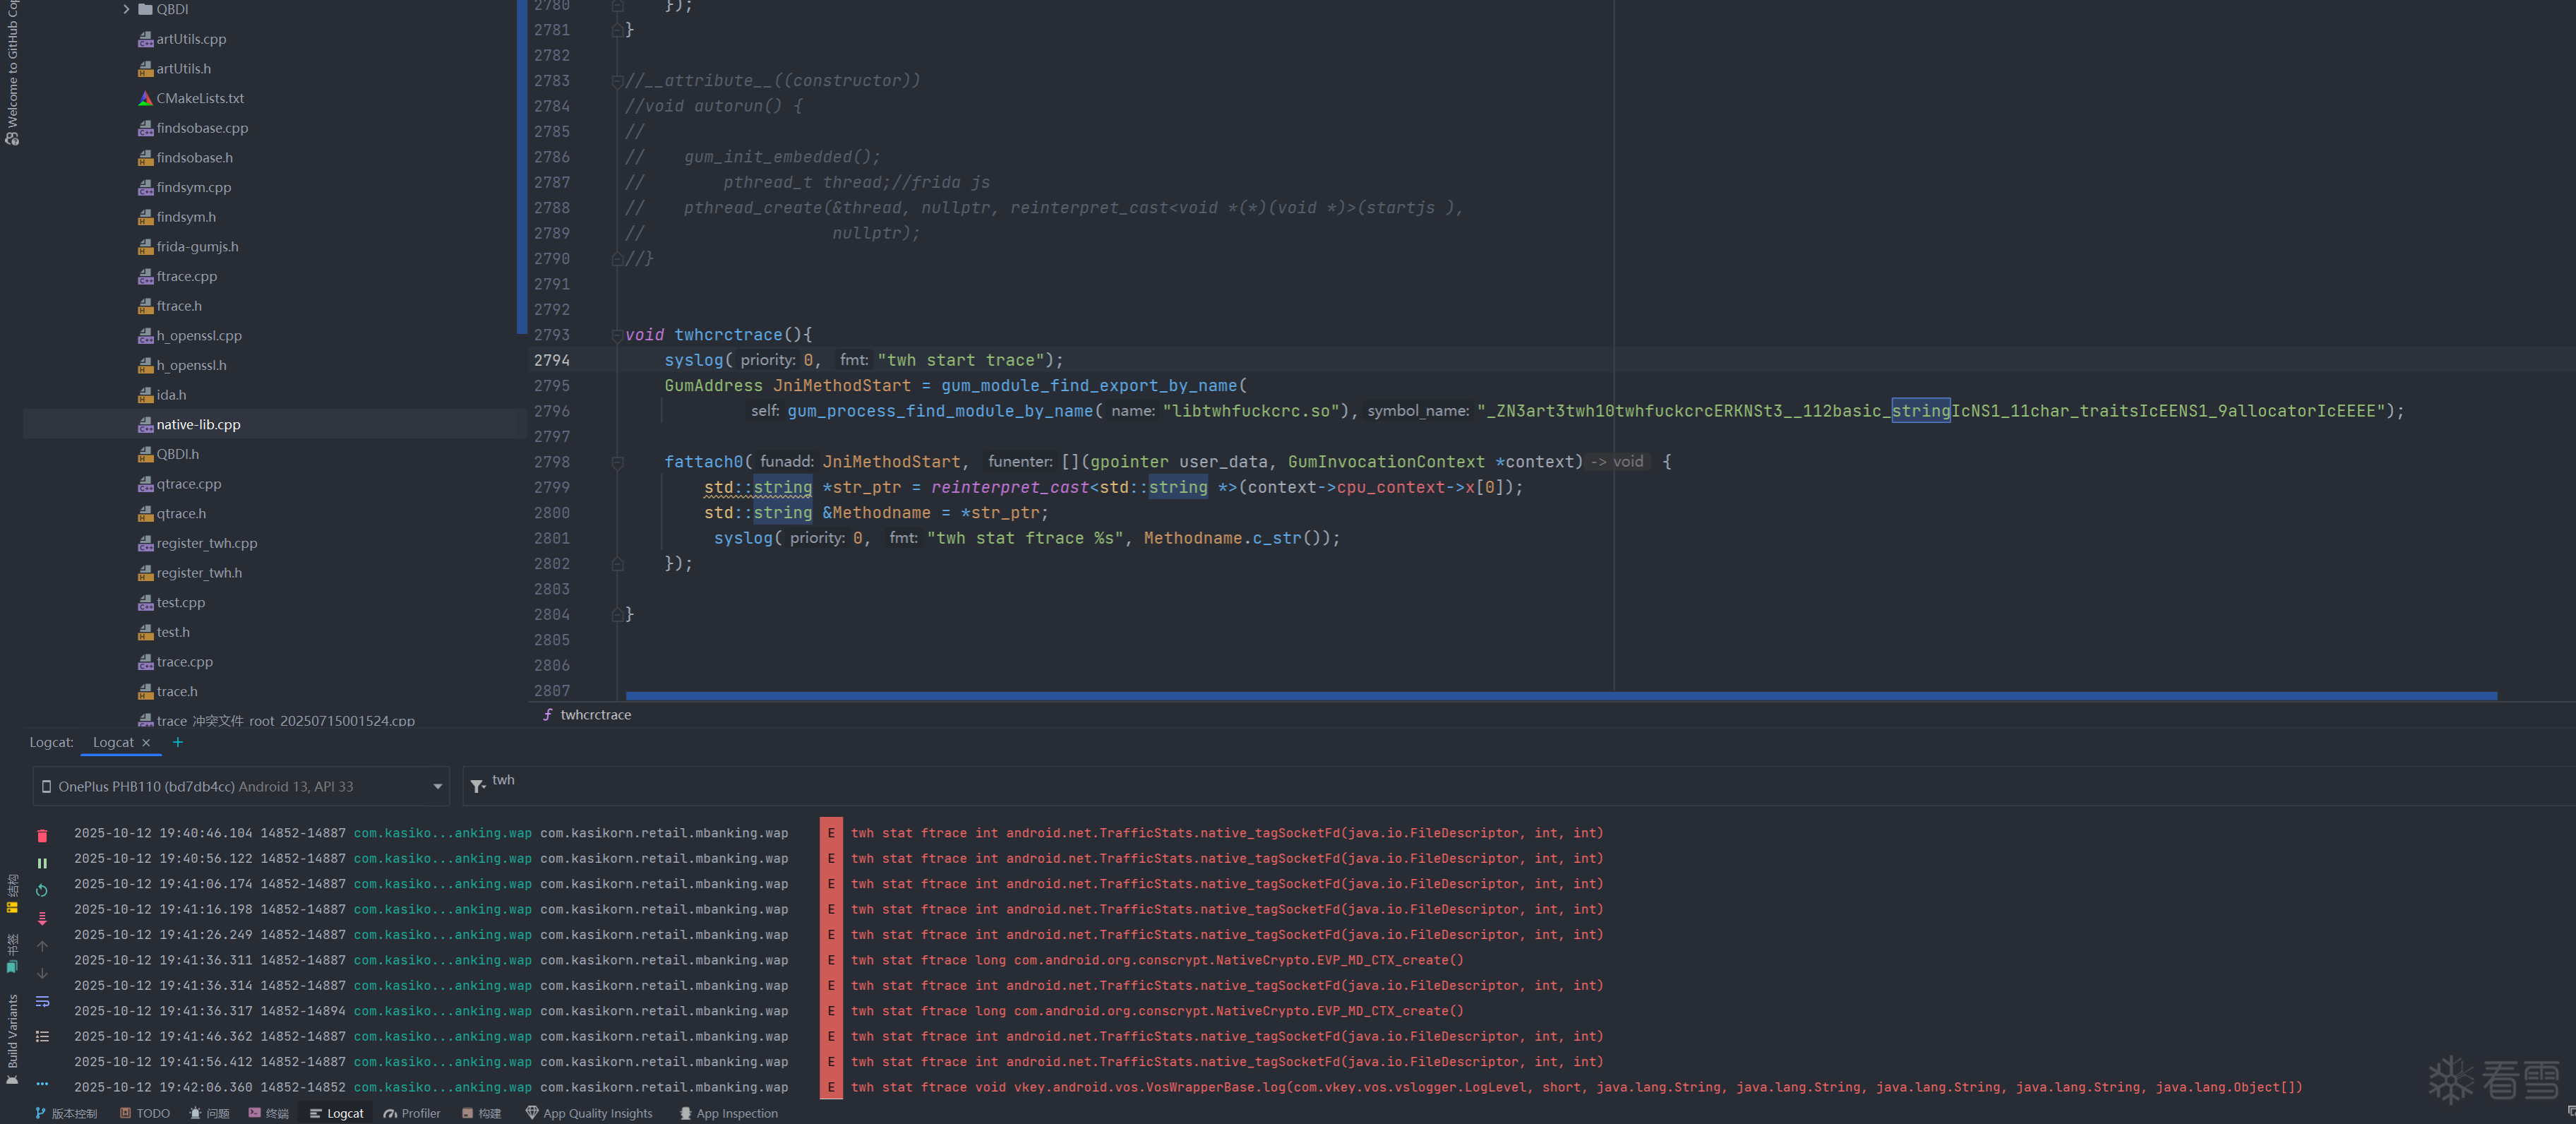 Welcome to GitHub Cop
QBDI
artUtils.cpp
artUtils.h
CMakeLists.txt
findsobase.cpp
findsobase.h
findsym.cpp
findsym.h
frida-gumjs.h
ftrace.cpp
ftrace.h
h_openssl.cpp
h_openssl.h
ida.h
native-lib.cpp
QBDI.h
qtrace.cpp
qtrace.h
register_twh.cpp
register_twh.h
test.cpp
test.h
trace.cpp
trace.h
trace_冲突文件_root_20250715001524.cpp
2780 });
2781 }
2782
2783 //__attribute__((constructor))
2784 //void autorun() {
2785 //
2786 // gum_init_embedded();
2787 // pthread_t thread;//frida js
2788 // pthread_create(&thread, nullptr, reinterpret_cast<void *(*)(void *)>(startjs ),
2789 // nullptr);
2790 //}
2791
2792
2793 void twhcrctrace(){
2794 syslog( priority: 0, fmt: "twh start trace");
2795 GumAddress JniMethodStart = gum_module_find_export_by_name(
2796 self: gum_process_find_module_by_name( name: "libtwhfuckcrc.so"), symbol_name: "_ZN3art3twh10twhfuckcrcERKNSt3__112basic_stringIcNS1_11char_traitsIcEENS1_9allocatorIcEEEE");
2797
2798 fattach0( funadd: JniMethodStart, funenter: [](gpointer user_data, GumInvocationContext *context) -> void {
2799 std::string *str_ptr = reinterpret_cast<std::string *>(context->cpu_context->x[0]);
2800 std::string &Methodname = *str_ptr;
2801 syslog( priority: 0, fmt: "twh stat ftrace %s", Methodname.c_str());
2802 });
2803
2804 }
2805
2806
2807
twhcrctrace
Logcat: Logcat × +
OnePlus PHB110 (bd7db4cc) Android 13, API 33
twh
2025-10-12 19:40:46.104 14852-14887 com.kasiko...anking.wap com.kasikorn.retail.mbanking.wap E twh stat ftrace int android.net.TrafficStats.native_tagSocketFd(java.io.FileDescriptor, int, int)
2025-10-12 19:40:56.122 14852-14887 com.kasiko...anking.wap com.kasikorn.retail.mbanking.wap E twh stat ftrace int android.net.TrafficStats.native_tagSocketFd(java.io.FileDescriptor, int, int)
2025-10-12 19:41:06.174 14852-14887 com.kasiko...anking.wap com.kasikorn.retail.mbanking.wap E twh stat ftrace int android.net.TrafficStats.native_tagSocketFd(java.io.FileDescriptor, int, int)
2025-10-12 19:41:16.198 14852-14887 com.kasiko...anking.wap com.kasikorn.retail.mbanking.wap E twh stat ftrace int android.net.TrafficStats.native_tagSocketFd(java.io.FileDescriptor, int, int)
2025-10-12 19:41:26.249 14852-14887 com.kasiko...anking.wap com.kasikorn.retail.mbanking.wap E twh stat ftrace int android.net.TrafficStats.native_tagSocketFd(java.io.FileDescriptor, int, int)
2025-10-12 19:41:36.311 14852-14887 com.kasiko...anking.wap com.kasikorn.retail.mbanking.wap E twh stat ftrace long com.android.org.conscrypt.NativeCrypto.EVP_MD_CTX_create()
2025-10-12 19:41:36.314 14852-14887 com.kasiko...anking.wap com.kasikorn.retail.mbanking.wap E twh stat ftrace int android.net.TrafficStats.native_tagSocketFd(java.io.FileDescriptor, int, int)
2025-10-12 19:41:36.317 14852-14894 com.kasiko...anking.wap com.kasikorn.retail.mbanking.wap E twh stat ftrace long com.android.org.conscrypt.NativeCrypto.EVP_MD_CTX_create()
2025-10-12 19:41:46.362 14852-14887 com.kasiko...anking.wap com.kasikorn.retail.mbanking.wap E twh stat ftrace int android.net.TrafficStats.native_tagSocketFd(java.io.FileDescriptor, int, int)
2025-10-12 19:41:56.412 14852-14887 com.kasiko...anking.wap com.kasikorn.retail.mbanking.wap E twh stat ftrace int android.net.TrafficStats.native_tagSocketFd(java.io.FileDescriptor, int, int)
2025-10-12 19:42:06.360 14852-14852 com.kasiko...anking.wap com.kasikorn.retail.mbanking.wap E twh stat ftrace void vkey.android.vos.VosWrapperBase.log(com.vkey.vos.vslogger.LogLevel, short, java.lang.String, java.lang.String, java.lang.String, java.lang.String, java.lang.Object[])
结构
书签
Build Variants
版本控制 TODO 问题 终端 Logcat Profiler 构建 App Quality Insights App Inspection
看雪